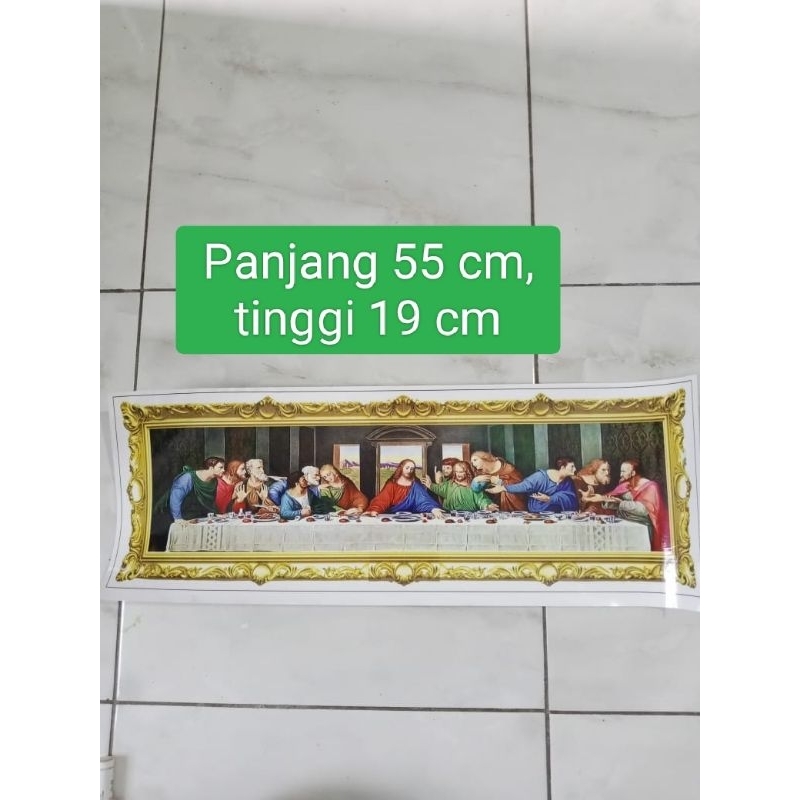 Panjang 55 cm,
tinggi 19 cm